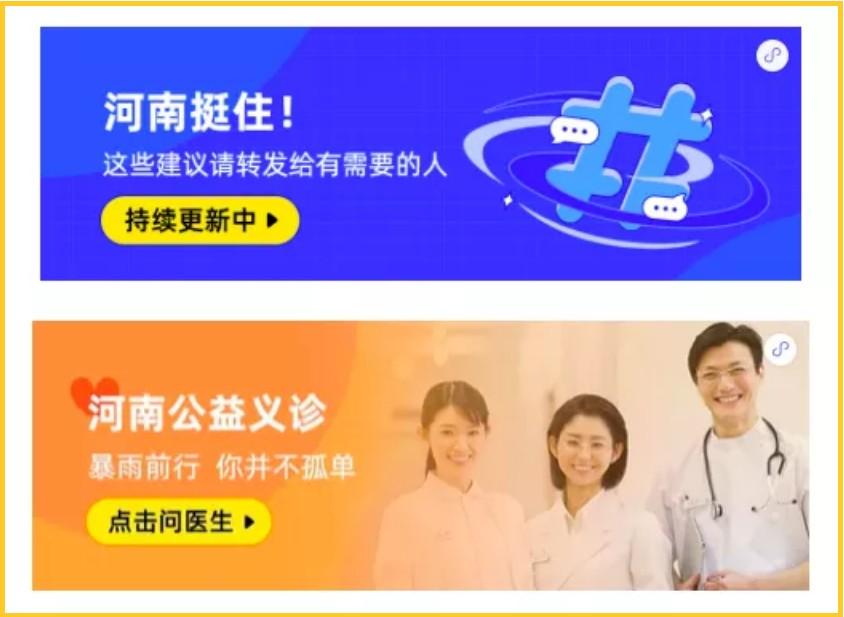 河南挺住！
这些建议请转发给有需要的人
持续更新中
河南公益义诊
暴雨前行 你并不孤单
点击问医生